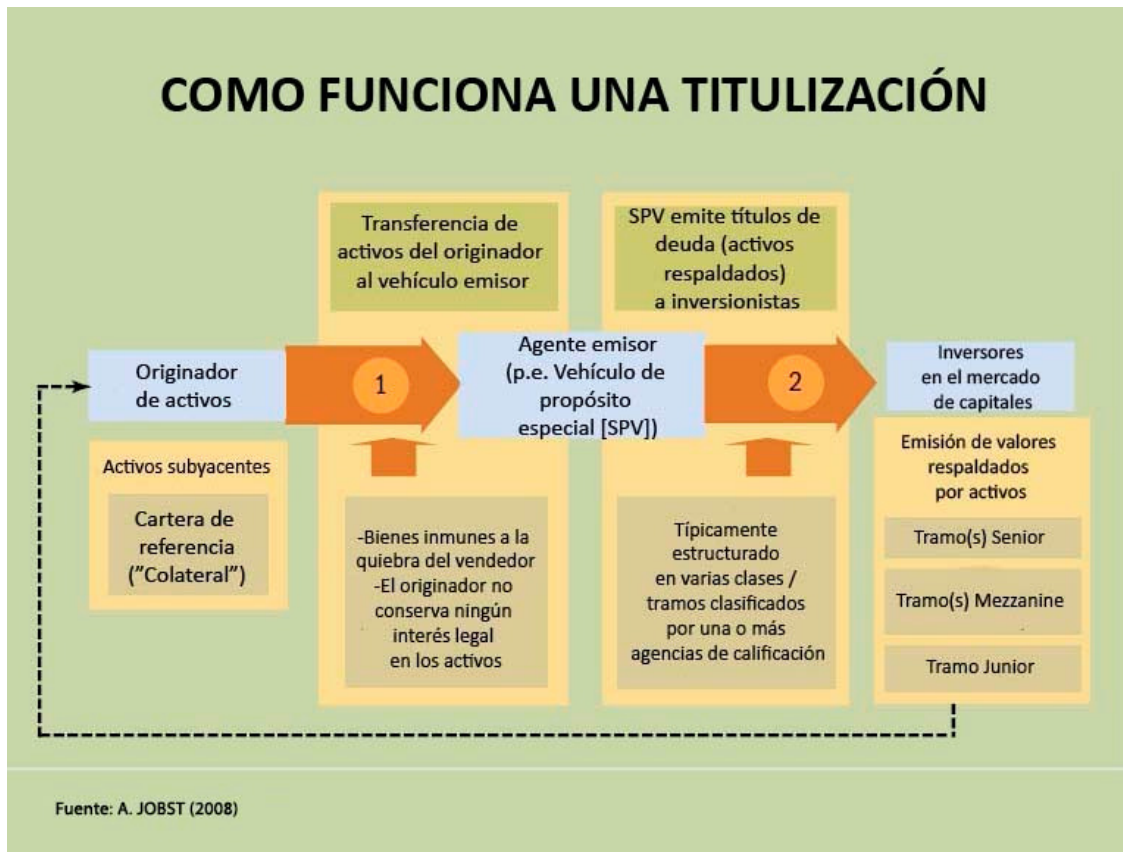 COMO FUNCIONA UNA TITULIZACIÓN
Transferencia de
activos del originador
al vehículo emisor
SPV emite títulos de
deuda (activos
respaldados)
a inversionistas
Originador
de activos
1
Agente emisor
(p.e. Vehículo de
propósito
especial [SPV])
2
Inversores
en el mercado
de capitales
Activos subyacentes
Cartera de
referencia
("Colateral")
-Bienes inmunes a la
quiebra del vendedor
-El originador no
conserva ningún
interés legal
en los activos
Típicamente
estructurado
en varias clases /
tramos clasificados
por una o más
agencias de calificación
Emisión de valores
respaldados
por activos
Tramo(s) Senior
Tramo(s) Mezzanine
Tramo Junior
Fuente: A. JOBST (2008)